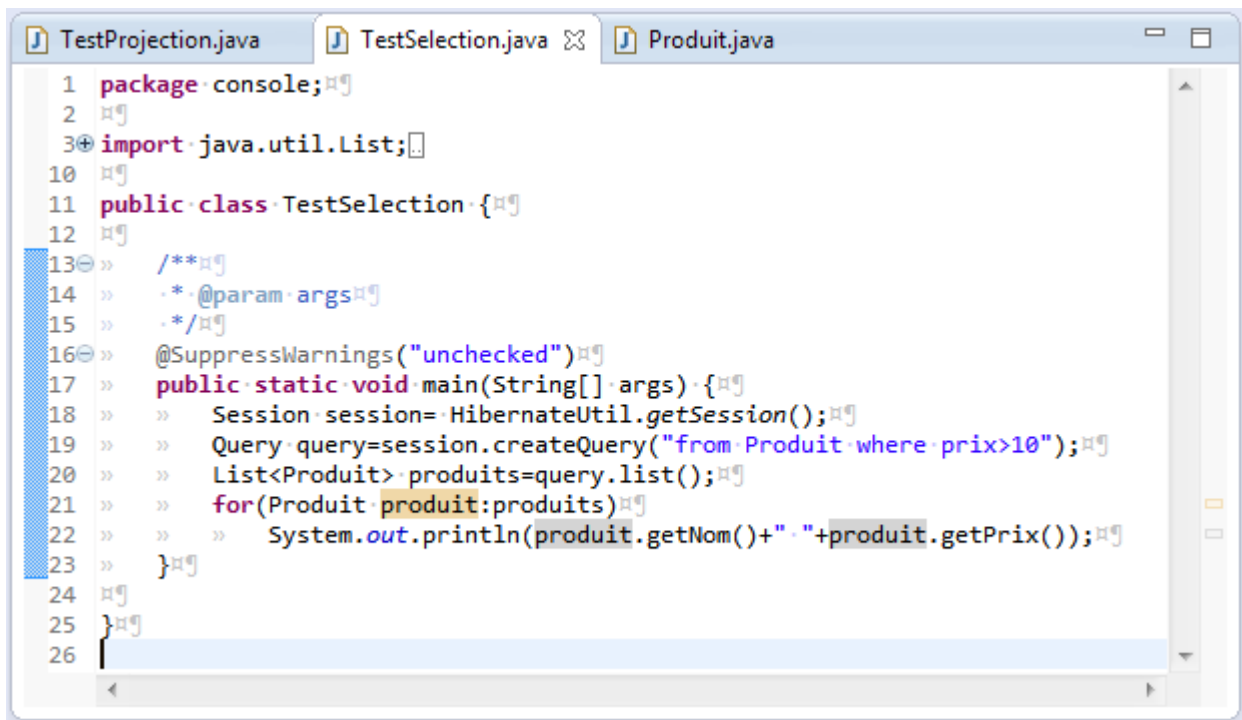 TestProjection.java TestSelection.java Produit.java
1 package console;¤¶
2 ¤¶
3 import java.util.List;
10 ¤¶
11 public class TestSelection {¤¶
12 ¤¶
13 » /**¤¶
14 » * @param args¤¶
15 » */¤¶
16 » @SuppressWarnings("unchecked")¤¶
17 » public static void main(String[] args) {¤¶
18 » » Session session= HibernateUtil.getSession();¤¶
19 » » Query query=session.createQuery("from Produit where prix>10");¤¶
20 » » List<Produit> produits=query.list();¤¶
21 » » for(Produit produit:produits)¤¶
22 » » » System.out.println(produit.getNom()+" "+produit.getPrix());¤¶
23 » }¤¶
24 ¤¶
25 }¤¶
26